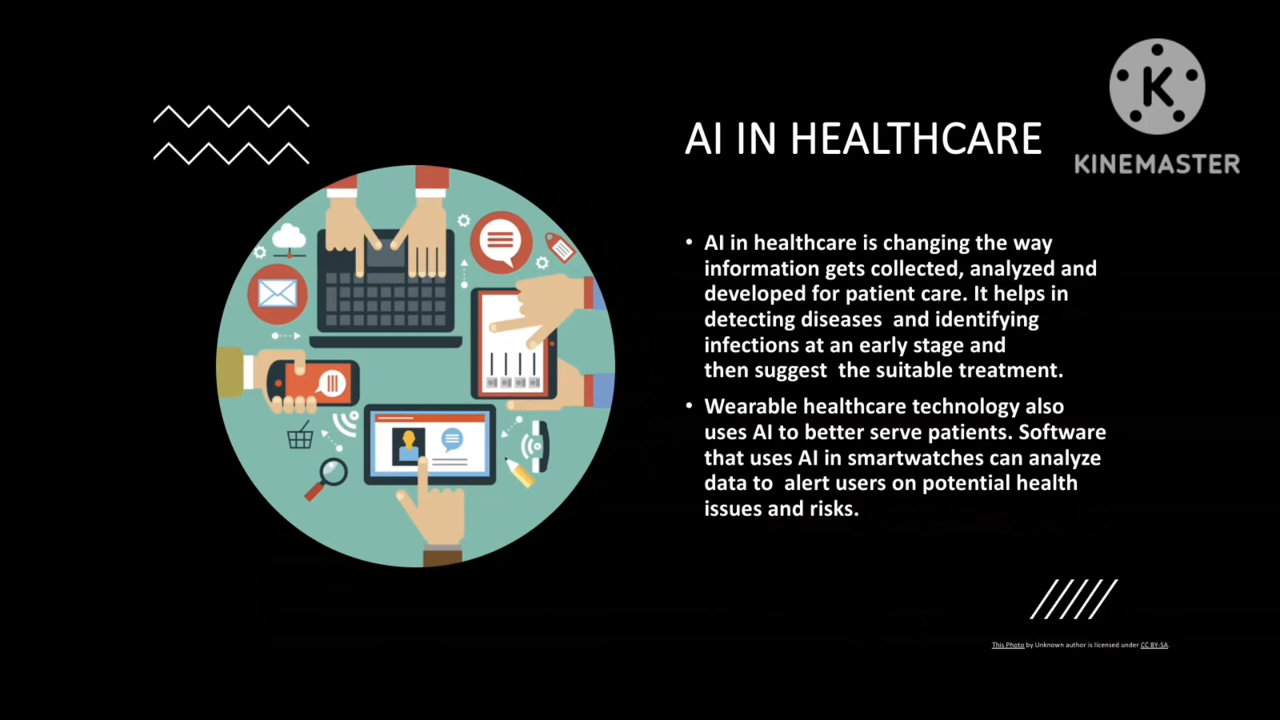 AI IN HEALTHCARE
K
KINEMASTER
• AI in healthcare is changing the way
information gets collected, analyzed and
developed for patient care. It helps in
detecting diseases  and identifying
infections at an early stage and
then suggest  the suitable treatment.
• Wearable healthcare technology also
uses AI to better serve patients. Software
that uses AI in smartwatches can analyze
data to  alert users on potential health
issues and risks.
This Photo by Unknown author is licensed under CC BY-SA.